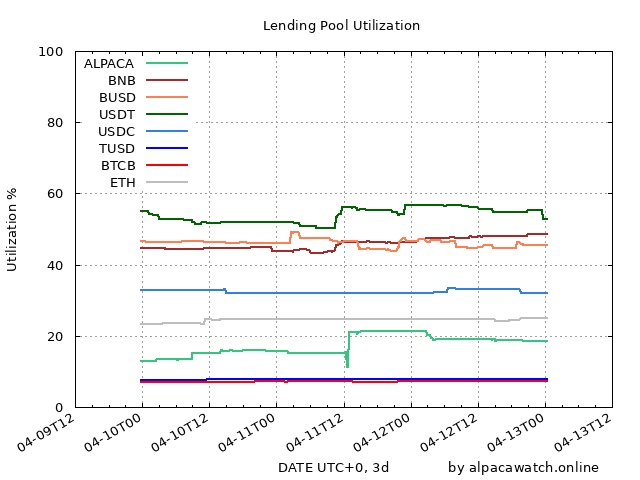 Lending Pool Utilization
Utilization %
100
80
60
40
20
0
ALPACA
BNB
BUSD
USDT
USDC
TUSD
BTCB
ETH
04-09T12
04-10T00
04-10T12
04-11T00
04-11T12
04-12T00
04-12T12
04-13T00
04-13T12
DATE UTC+0, 3d
by alpacawatch.online